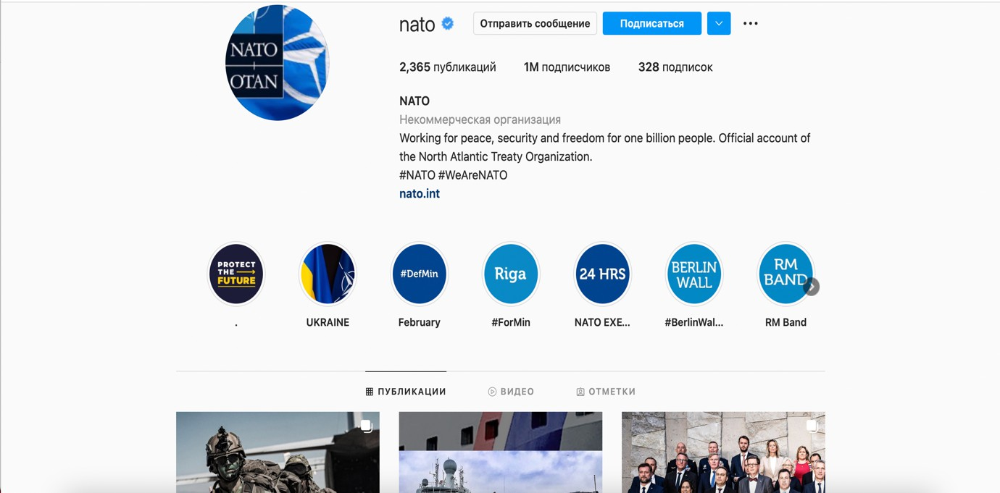 NATO
OTAN
nato
Отправить сообщение
Подписаться
2,365 публикаций 1M подписчиков 328 подписок
NATO
Некоммерческая организация
Working for peace, security and freedom for one billion people. Official account of
the North Atlantic Treaty Organization.
#NATO #WeAreNATO
nato.int
PROTECT
THE
FUTURE
#DefMin
Riga
24 HRS
BERLIN
WALL
RM
BAND
.
UKRAINE
February
#ForMin
NATO EXE...
#BerlinWal...
RM Band
ПУБЛИКАЦИИ
ВИДЕО
ОТМЕТКИ